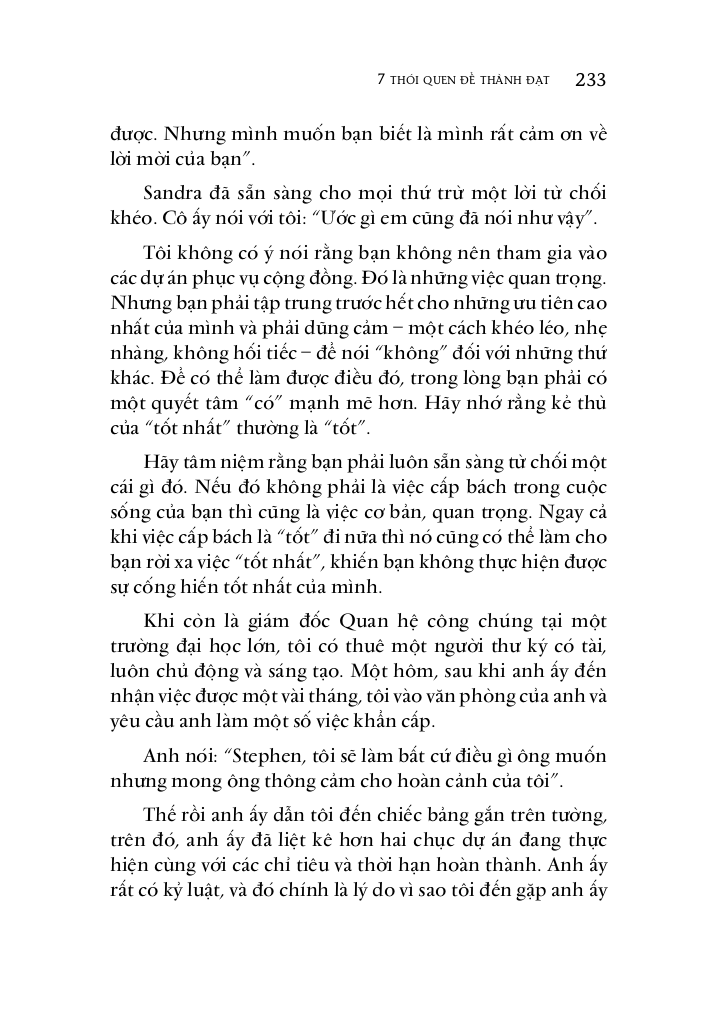 7 THÓI QUEN ĐỂ THÀNH ĐẠT 233
được. Nhưng mình muốn bạn biết là mình rất cảm ơn về
lời mời của bạn”.
Sandra đã sẵn sàng cho mọi thứ trừ một lời từ chối
khéo. Cô ấy nói với tôi: “Ước gì em cũng đã nói như vậy”.
Tôi không có ý nói rằng bạn không nên tham gia vào
các dự án phục vụ cộng đồng. Đó là những việc quan trọng.
Nhưng bạn phải tập trung trước hết cho những ưu tiên cao
nhất của mình và phải dũng cảm – một cách khéo léo, nhẹ
nhàng, không hối tiếc – để nói “không” đối với những thứ
khác. Để có thể làm được điều đó, trong lòng bạn phải có
một quyết tâm “có” mạnh mẽ hơn. Hãy nhớ rằng kẻ thù
của “tốt nhất” thường là “tốt”.
Hãy tâm niệm rằng bạn phải luôn sẵn sàng từ chối một
cái gì đó. Nếu đó không phải là việc cấp bách trong cuộc
sống của bạn thì cũng là việc cơ bản, quan trọng. Ngay cả
khi việc cấp bách là “tốt” đi nữa thì nó cũng có thể làm cho
bạn rời xa việc “tốt nhất”, khiến bạn không thực hiện được
sự cống hiến tốt nhất của mình.
Khi còn là giám đốc Quan hệ công chúng tại một
trường đại học lớn, tôi có thuê một người thư ký có tài,
luôn chủ động và sáng tạo. Một hôm, sau khi anh ấy đến
nhận việc được một vài tháng, tôi vào văn phòng của anh và
yêu cầu anh làm một số việc khẩn cấp.
Anh nói: “Stephen, tôi sẽ làm bất cứ điều gì ông muốn
nhưng mong ông thông cảm cho hoàn cảnh của tôi”.
Thế rồi anh ấy dẫn tôi đến chiếc bảng gắn trên tường,
trên đó, anh ấy đã liệt kê hơn hai chục dự án đang thực
hiện cùng với các chỉ tiêu và thời hạn hoàn thành. Anh ấy
rất có kỷ luật, và đó chính là lý do vì sao tôi đến gặp anh ấy